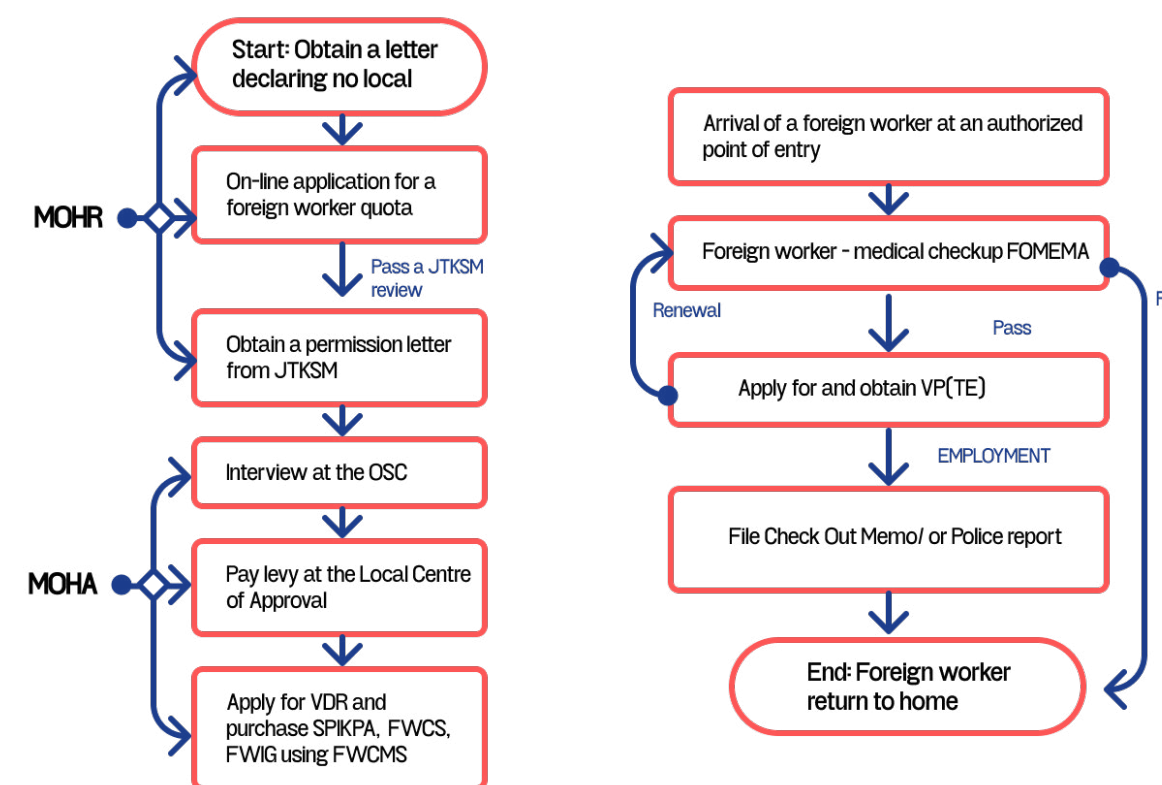 Start: Obtain a letter
declaring no local
On-line application for a
foreign worker quota
MOHR
Pass a JTKSM
review
Obtain a permission letter
from JTKSM
Interview at the OSC
MOHA
Pay levy at the Local Centre
of Approval
Apply for VDR and
purchase SPIKPA, FWCS,
FWIG using FWCMS
Arrival of a foreign worker at an authorized
point of entry
Foreign worker - medical checkup FOMEMA
Renewal
Pass
Apply for and obtain VP(TE)
EMPLOYMENT
File Check Out Memo/ or Police report
End: Foreign worker
return to home